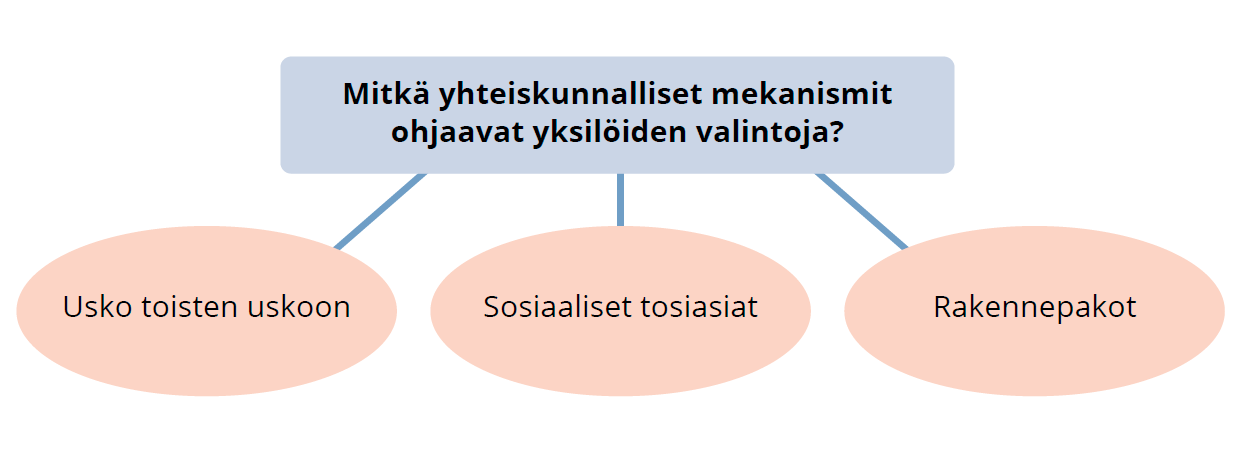 Mitkä yhteiskunnalliset mekanismit
ohjaavat yksilöiden valintoja?
Usko toisten uskoon
Sosiaaliset tosiasiat
Rakennepakot